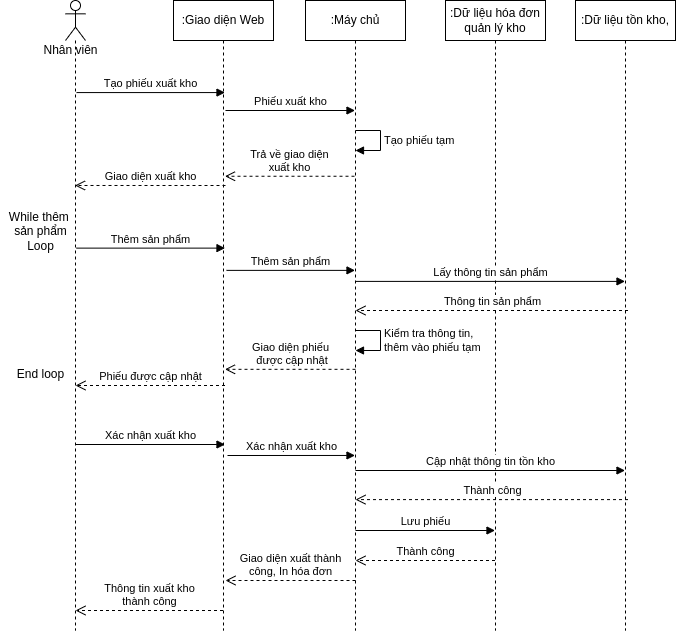 Nhân viên
:Giao diện Web
:Máy chủ
:Dữ liệu hóa đơn
quản lý kho
:Dữ liệu tồn kho,
Tạo phiếu xuất kho
Phiếu xuất kho
Tạo phiếu tạm
Trả về giao diện
xuất kho
Giao diện xuất kho
While thêm
sản phẩm
Loop
Thêm sản phẩm
Thêm sản phẩm
Lấy thông tin sản phẩm
Thông tin sản phẩm
Kiểm tra thông tin,
thêm vào phiếu tạm
Giao diện phiếu
được cập nhật
End loop
Phiếu được cập nhật
Xác nhận xuất kho
Xác nhận xuất kho
Cập nhật thông tin tồn kho
Thành công
Lưu phiếu
Thành công
Giao diện xuất thành
công, In hóa đơn
Thông tin xuất kho
thành công